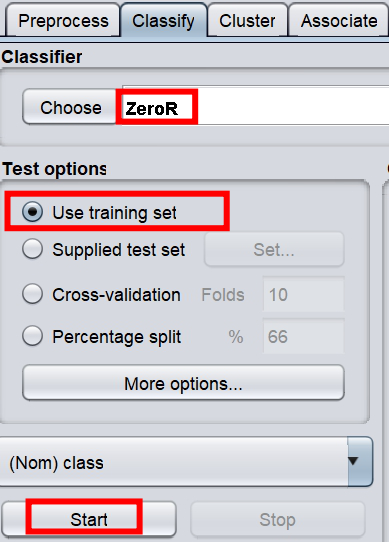 Preprocess Classify Cluster Associate
Classifier
Choose ZeroR
Test options
Use training set
Supplied test set Set...
Cross-validation Folds 10
Percentage split % 66
More options...
(Nom) class
Start Stop